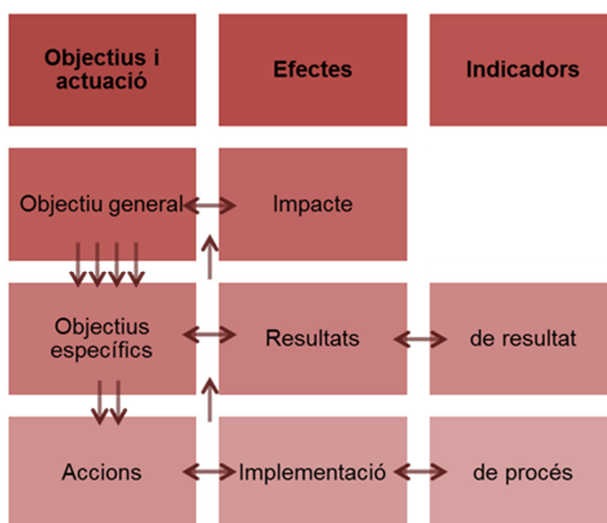 Objectius i
actuació
Efectes
Indicadors
Objectiu general
Impacte
Objectius
específics
Resultats
de resultat
Accions
Implementació
de procés